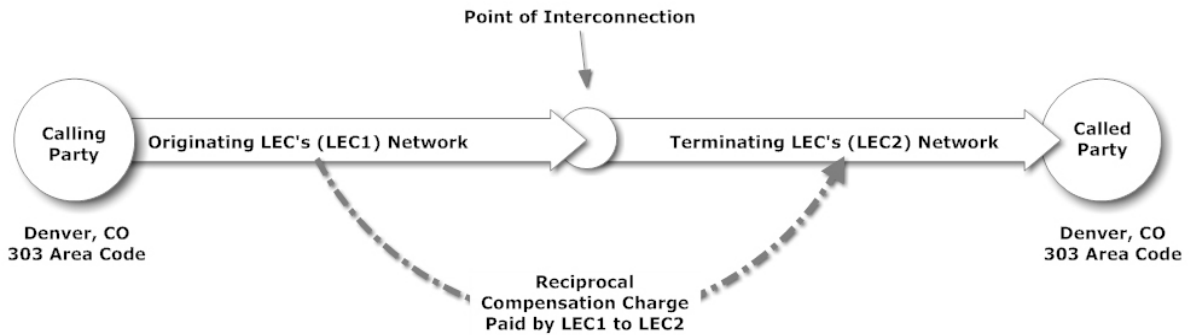 Point of Interconnection
Calling
Party
Originating LEC's (LEC1) Network
Terminating LEC's (LEC2) Network
Called
Party
Denver, CO
303 Area Code
Denver, CO
303 Area Code
Reciprocal
Compensation Charge
Paid by LEC1 to LEC2